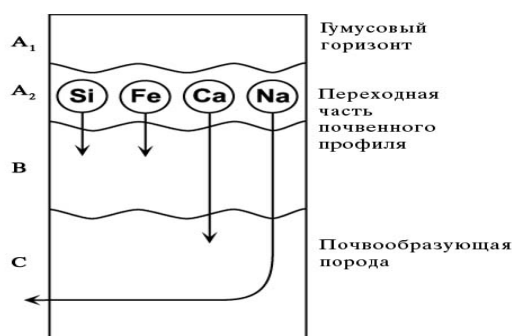 A1
Гумусовый
горизонт
A2
Si Fe Ca Na
Переходная
часть
почвенного
профиля
B
Почвообразующая
порода
C